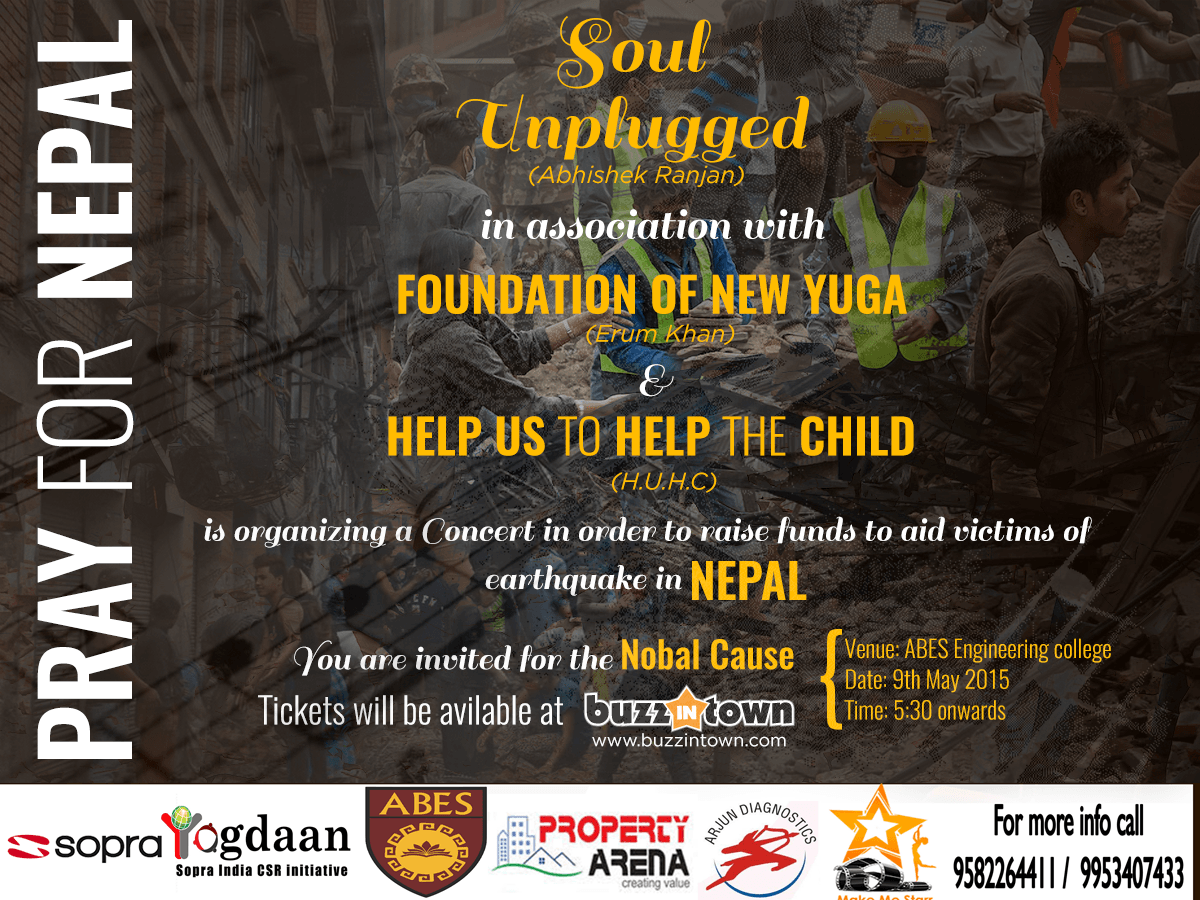 PRAY FOR NEPAL
Soul
Unplugged
(Abhishek Ranjan)
in association with
FOUNDATION OF NEW YUGA
(Erum Khan)
&
HELP US TO HELP THE CHILD
(H.U.H.C)
is organizing a Concert in order to raise funds to aid victims of
earthquake in NEPAL
You are invited for the Nobal Cause
Tickets will be avilable at buzzINtown
www.buzzintown.com
Venue: ABES Engineering college
Date: 9th May 2015
Time: 5:30 onwards
sopra Yogdaan
Sopra India CSR initiative
ABES
PROPERTY
ARENA
creating value
ARJUN DIAGNOSTICS
Make Me Starr
For more info call
9582264411 / 9953407433